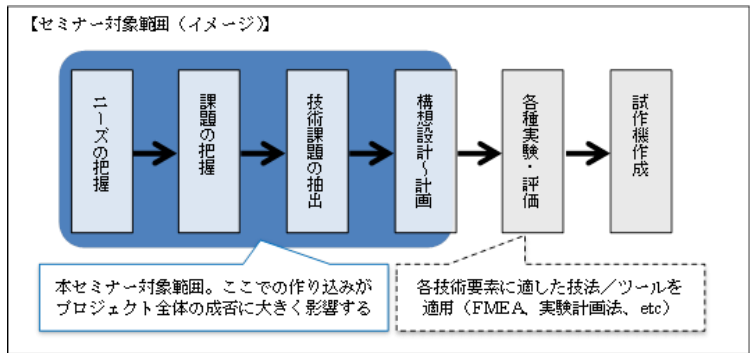 【セミナー対象範囲（イメージ）】
ニーズの把握
課題の把握
技術課題の抽出
構想設計～計画
各種実験・評価
試作機作成
本セミナー対象範囲。ここでの作り込みが
プロジェクト全体の成否に大きく影響する
各技術要素に適した技法／ツールを
適用（FMEA、実験計画法、etc）